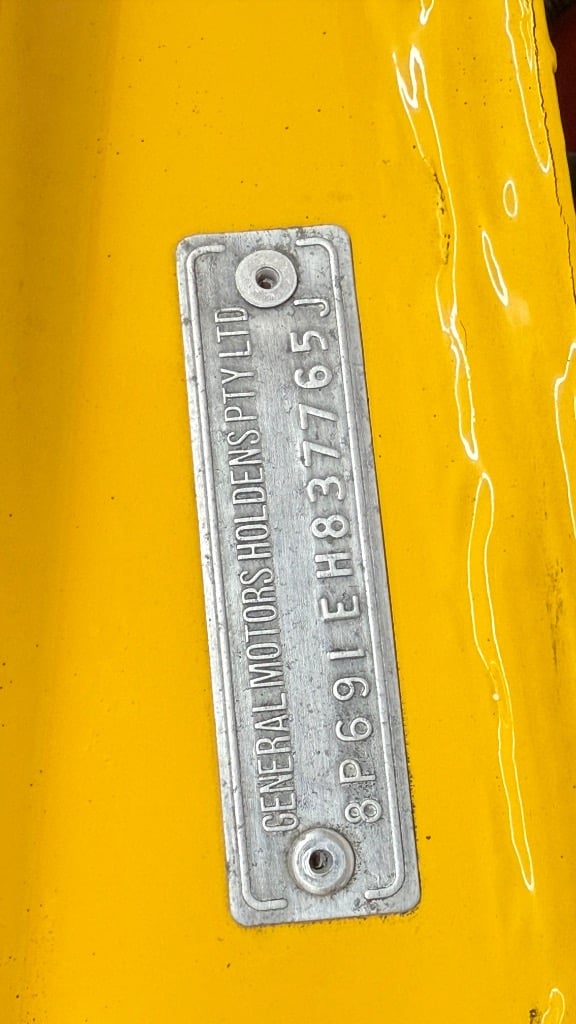 GENERAL MOTORS HOLDENS PTY LTD
8P69IEH837765J